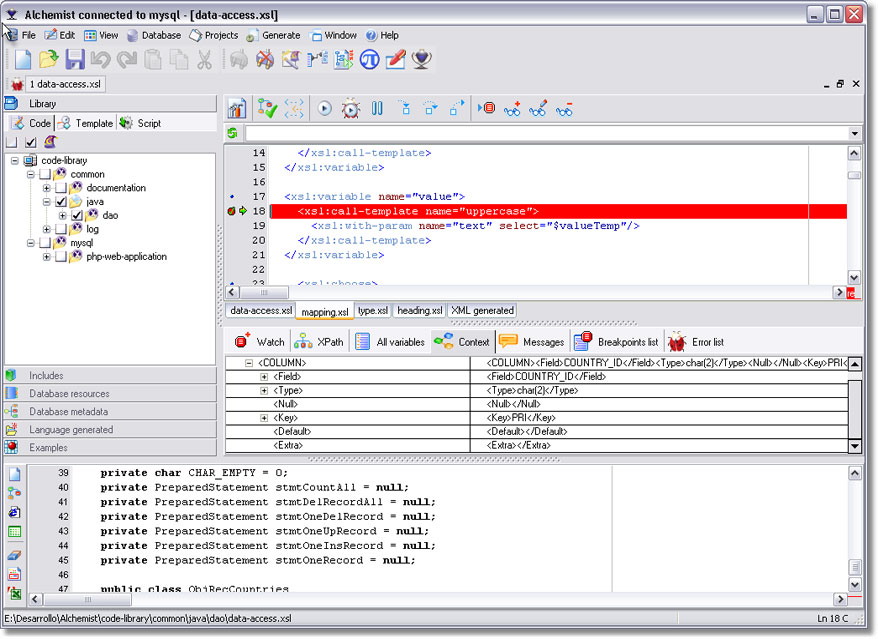 Alchemist connected to mysql - [data-access.xsl]
File Edit View Database Projects Generate Window Help
1 data-access.xsl
Library
Code Template Script
code-library
common
documentation
java
dao
log
mysql
php-web-application
Includes
Database resources
Database metadata
Language generated
Examples
14 </xsl:call-template>
15 </xsl:variable>
16
17 <xsl:variable name="value">
18 <xsl:call-template name="uppercase">
19 <xsl:with-param name="text" select="$valueTemp"/>
20 </xsl:call-template>
21 </xsl:variable>
22
23 <xsl:choose>
data-access.xsl mapping.xsl type.xsl heading.xsl XML generated
Watch XPath All variables Context Messages Breakpoints list Error list
<COLUMN> <COLUMN><Field>COUNTRY_ID</Field><Type>char(2)</Type><Null></Null><Key>PRI<
<Field> <Field>COUNTRY_ID</Field>
<Type> <Type>char(2)</Type>
<Null> <Null></Null>
<Key> <Key>PRI</Key>
<Default> <Default></Default>
<Extra> <Extra></Extra>
39 private char CHAR_EMPTY = 0;
40 private PreparedStatement stmtCountAll = null;
41 private PreparedStatement stmtDelRecordAll = null;
42 private PreparedStatement stmtOneDelRecord = null;
43 private PreparedStatement stmtOneUpRecord = null;
44 private PreparedStatement stmtOneInsRecord = null;
45 private PreparedStatement stmtOneRecord = null;
46
47 public class ObjRecCountries
E:\Desarrollo\Alchemist\code-library\common\java\dao\data-access.xsl Ln 18 C